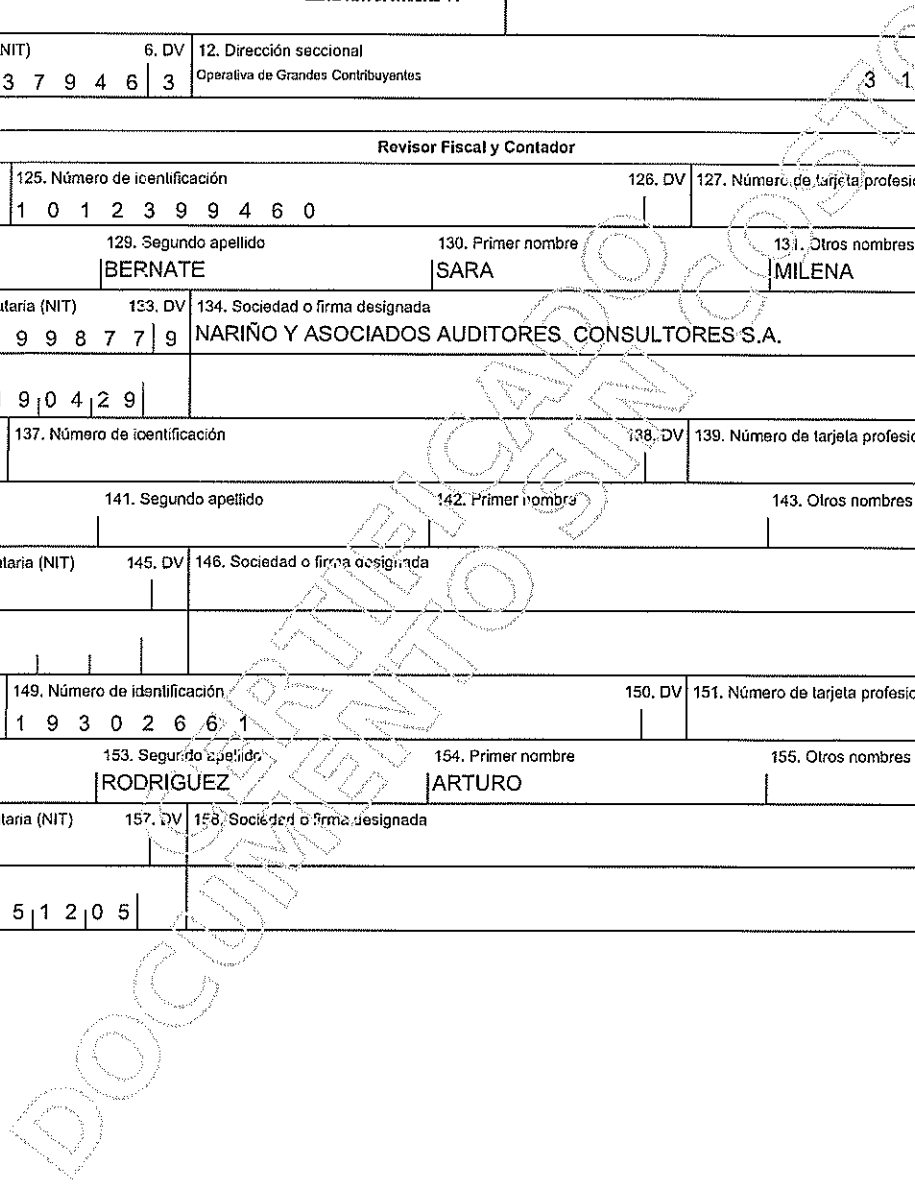 NIT) 6. DV 12. Dirección seccional
3 7 9 4 6 3 Operativa de Grandes Contribuyentes 3 1
Revisor Fiscal y Contador
125. Número de identificación 126. DV 127. Número de tarjeta profesio
1 0 1 2 3 9 9 4 6 0
129. Segundo apellido 130. Primer nombre 131. Otros nombres
BERNATE SARA MILENA
utaria (NIT) 133. DV 134. Sociedad o firma designada
9 9 8 7 7 9 NARIÑO Y ASOCIADOS AUDITORES CONSULTORES S.A.
9 0 4 2 9
137. Número de identificación 138. DV 139. Número de tarjeta profesio
141. Segundo apellido 142. Primer nombre 143. Otros nombres
utaria (NIT) 145. DV 146. Sociedad o firma designada
149. Número de identificación 150. DV 151. Número de tarjeta profesio
1 9 3 0 2 6 6 1
153. Segundo apellido 154. Primer nombre 155. Otros nombres
RODRIGUEZ ARTURO
taria (NIT) 157. DV 158. Sociedad o firma designada
5 1 2 0 5
CERTIFICADO
DOCUMENTO SIN COSTO